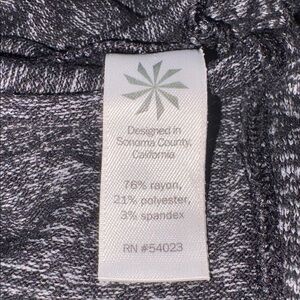 Designed in
Sonoma County,
California
76% rayon,
21% polyester,
3% spandex
RN #54023